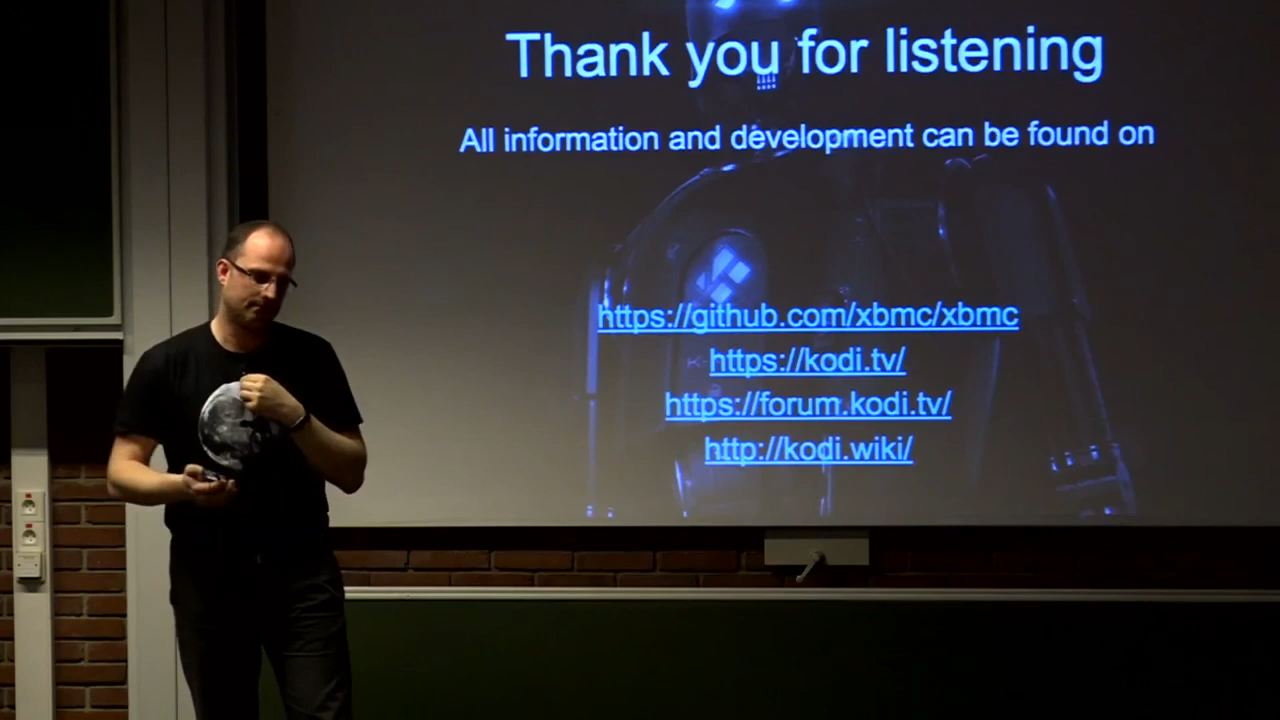 Thank you for listening
All information and development can be found on
https://github.com/xbmc/xbmc
https://kodi.tv/
https://forum.kodi.tv/
http://kodi.wiki/